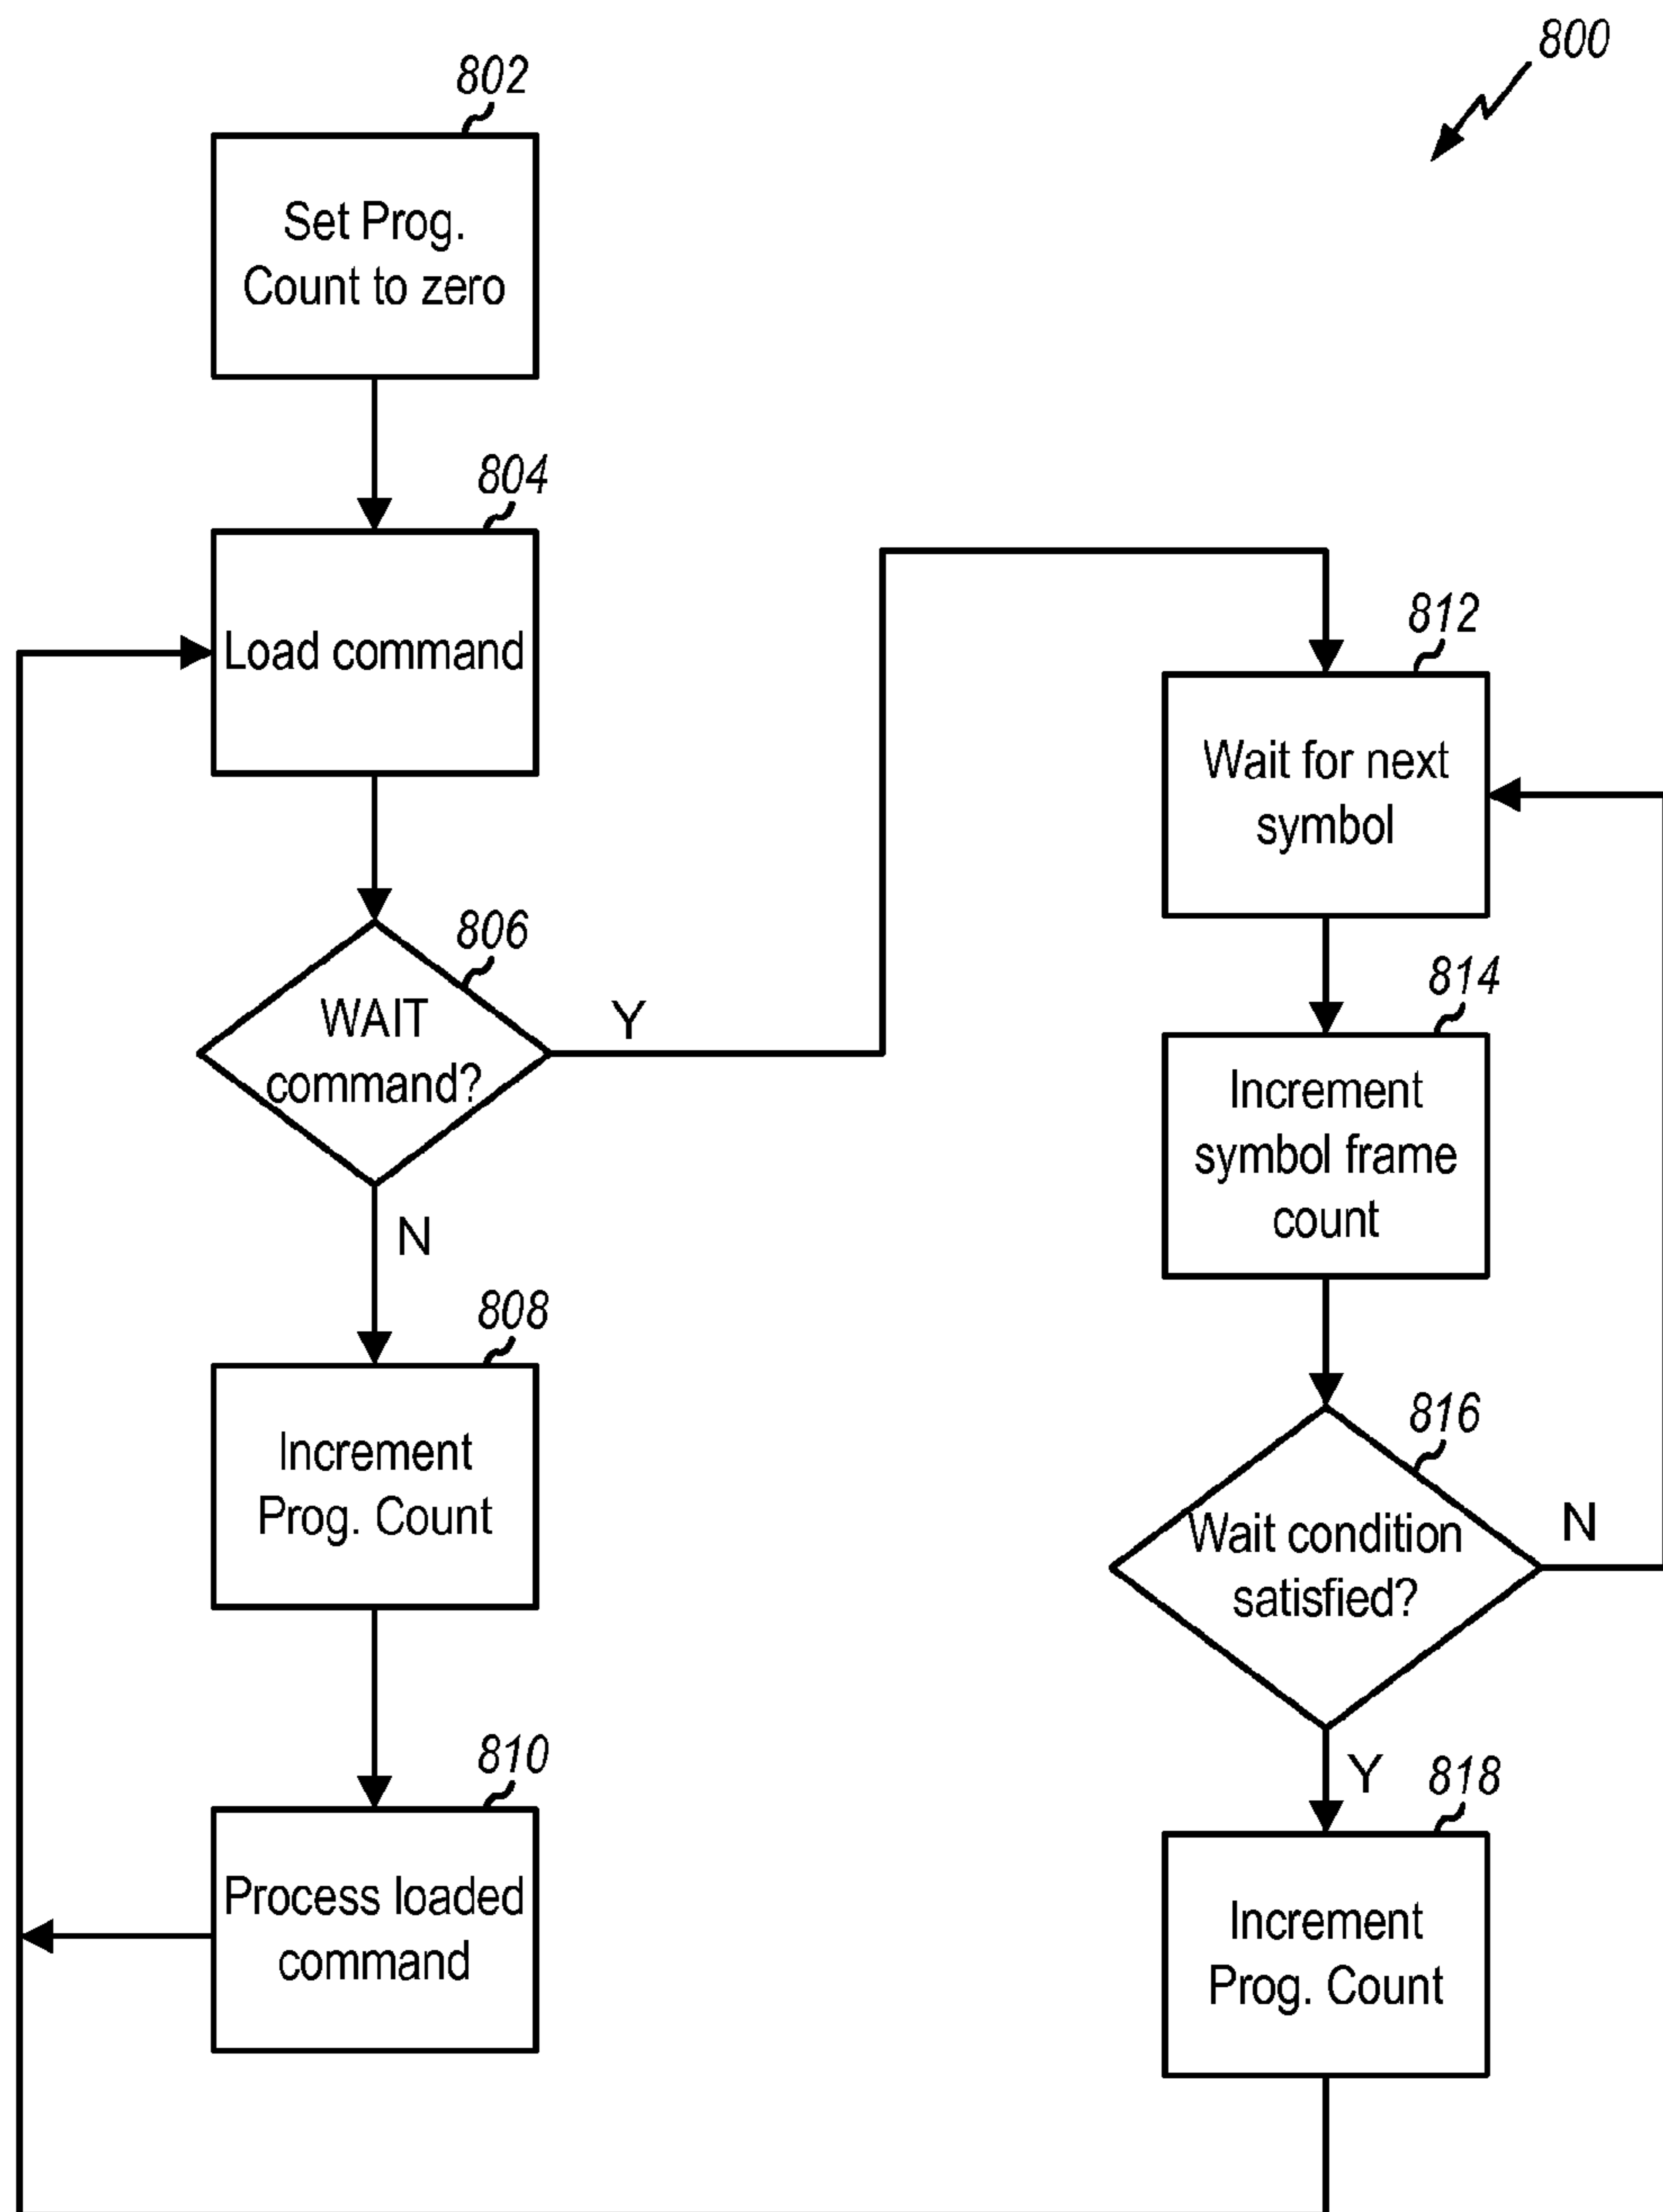 800
802
Set Prog.
Count to zero
804
Load command
806
WAIT
command?
Y
N
808
Increment
Prog. Count
810
Process loaded
command
812
Wait for next
symbol
814
Increment
symbol frame
count
816
Wait condition
satisfied?
N
Y
818
Increment
Prog. Count